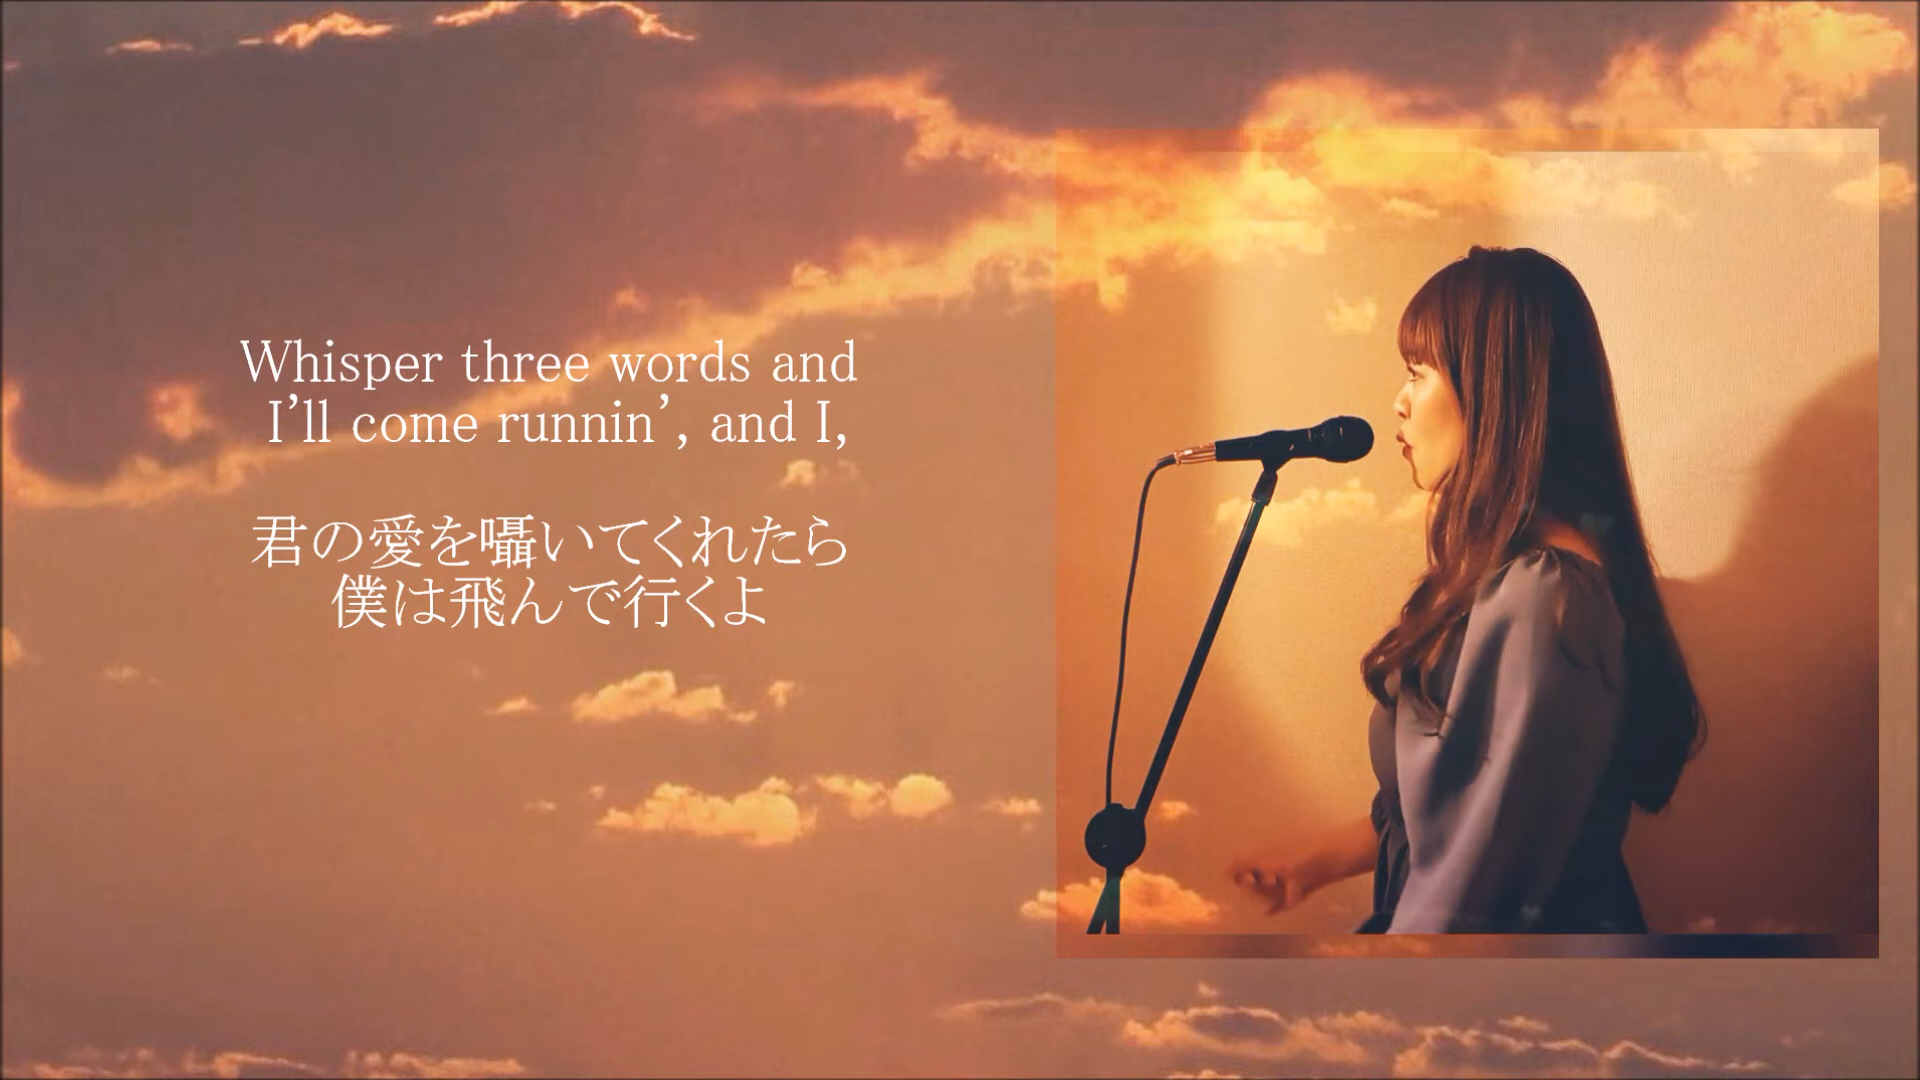 Whisper three words and
I’ll come runnin’, and I,
君の愛を囁いてくれたら
僕は飛んで行くよ